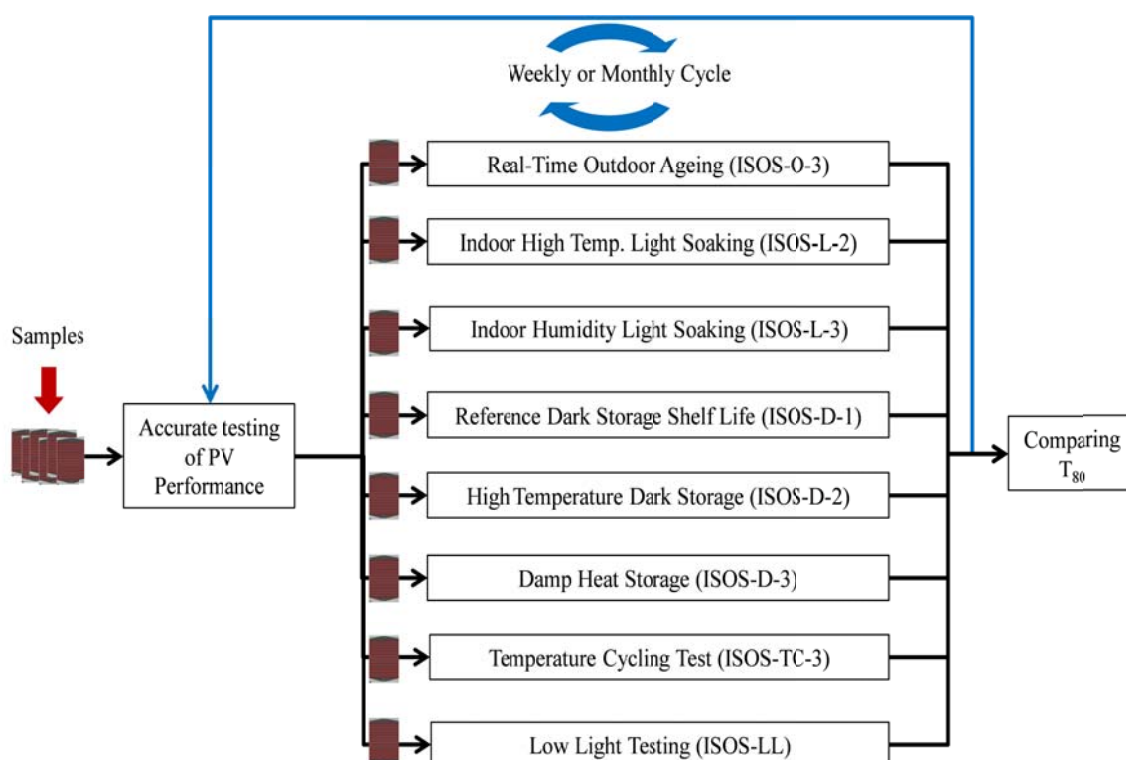 Weekly or Monthly Cycle
Real-Time Outdoor Ageing (ISOS-O-3)
Indoor High Temp. Light Soaking (ISOS-L-2)
Indoor Humidity Light Soaking (ISOS-L-3)
Reference Dark Storage Shelf Life (ISOS-D-1)
High Temperature Dark Storage (ISOS-D-2)
Damp Heat Storage (ISOS-D-3)
Temperature Cycling Test (ISOS-TC-3)
Low Light Testing (ISOS-LL)
Samples
Accurate testing
of PV
Performance
Comparing
T80